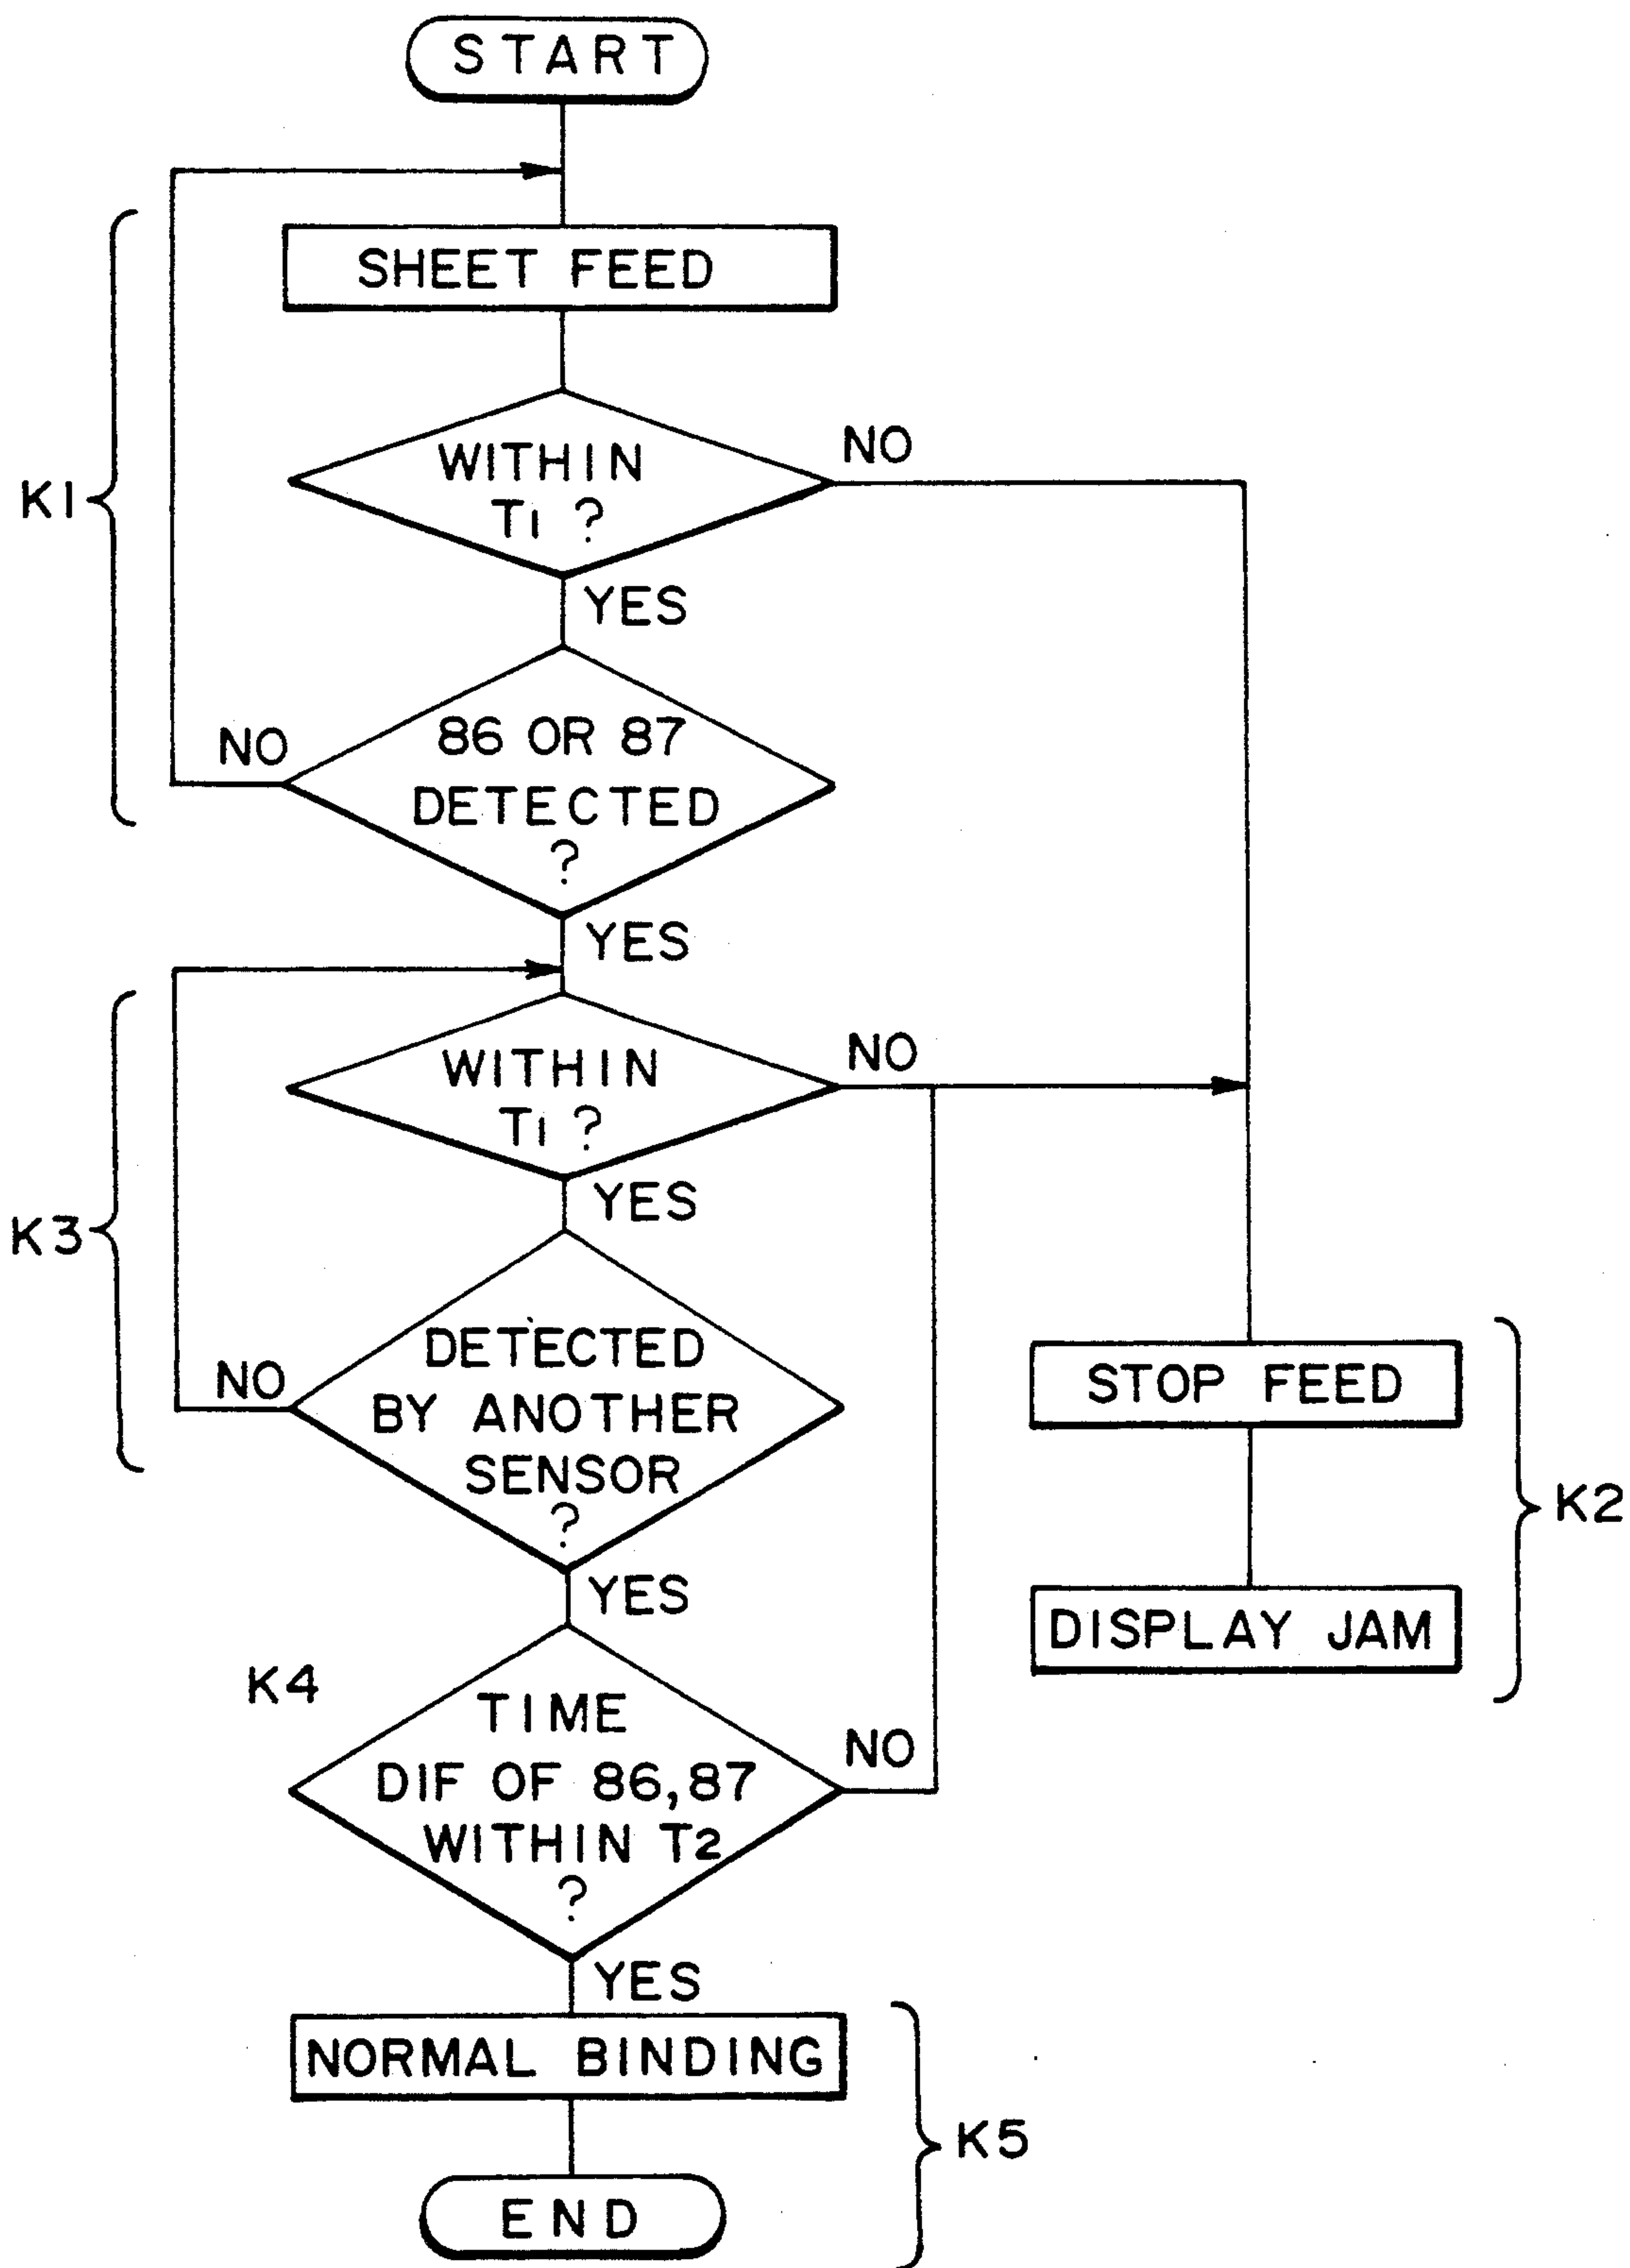 START
SHEET FEED
WITHIN
T1 ?
NO
K1
YES
86 OR 87
DETECTED
?
NO
YES
WITHIN
T1 ?
NO
K3
YES
DETECTED
BY ANOTHER
SENSOR
?
NO
STOP FEED
K2
DISPLAY JAM
YES
K4
TIME
DIF OF 86,87
WITHIN T2
?
NO
YES
NORMAL BINDING
K5
END